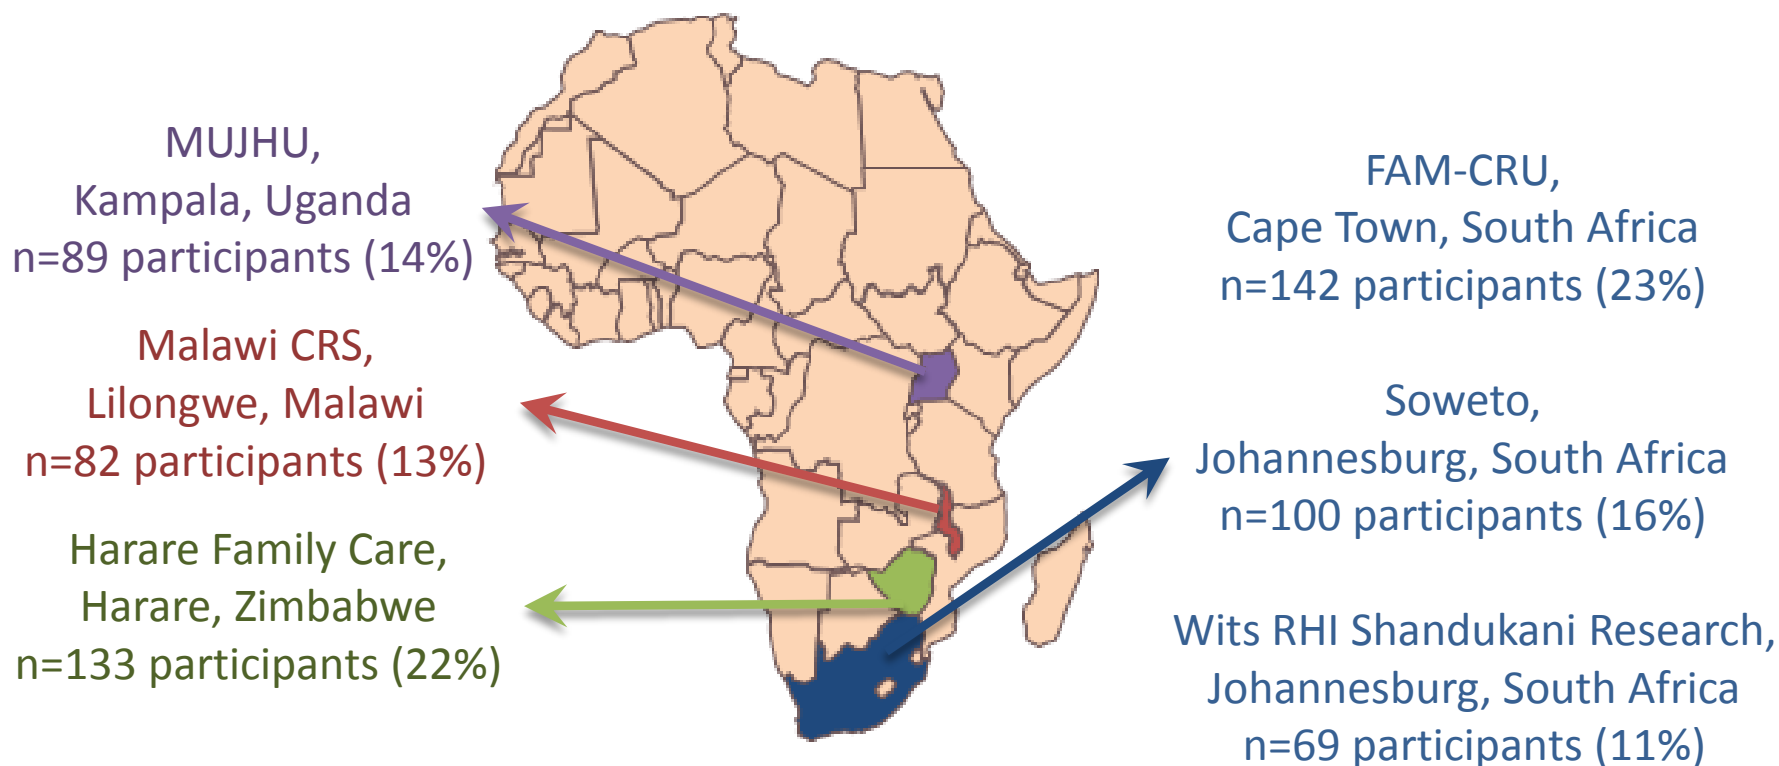 MUJHU,
Kampala, Uganda
n=89 participants (14%)
Malawi CRS,
Lilongwe, Malawi
n=82 participants (13%)
Harare Family Care,
Harare, Zimbabwe
n=133 participants (22%)
FAM-CRU,
Cape Town, South Africa
n=142 participants (23%)
Soweto,
Johannesburg, South Africa
n=100 participants (16%)
Wits RHI Shandukani Research,
Johannesburg, South Africa
n=69 participants (11%)